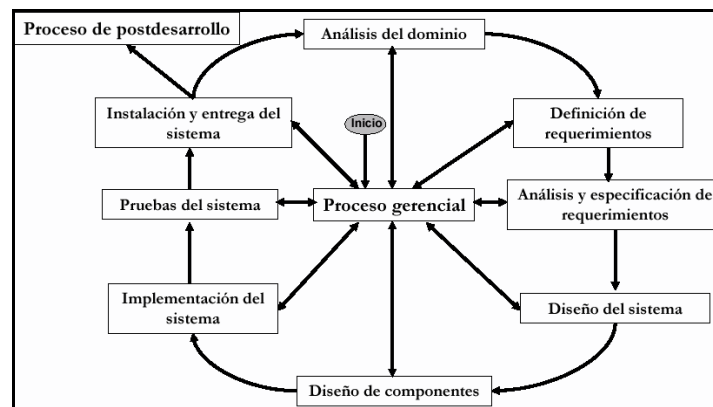 Proceso de postdesarrollo
Análisis del dominio
Instalación y entrega del
sistema
Inicio
Definición de
requerimientos
Pruebas del sistema
Proceso gerencial
Análisis y especificación de
requerimientos
Implementación del
sistema
Diseño del sistema
Diseño de componentes